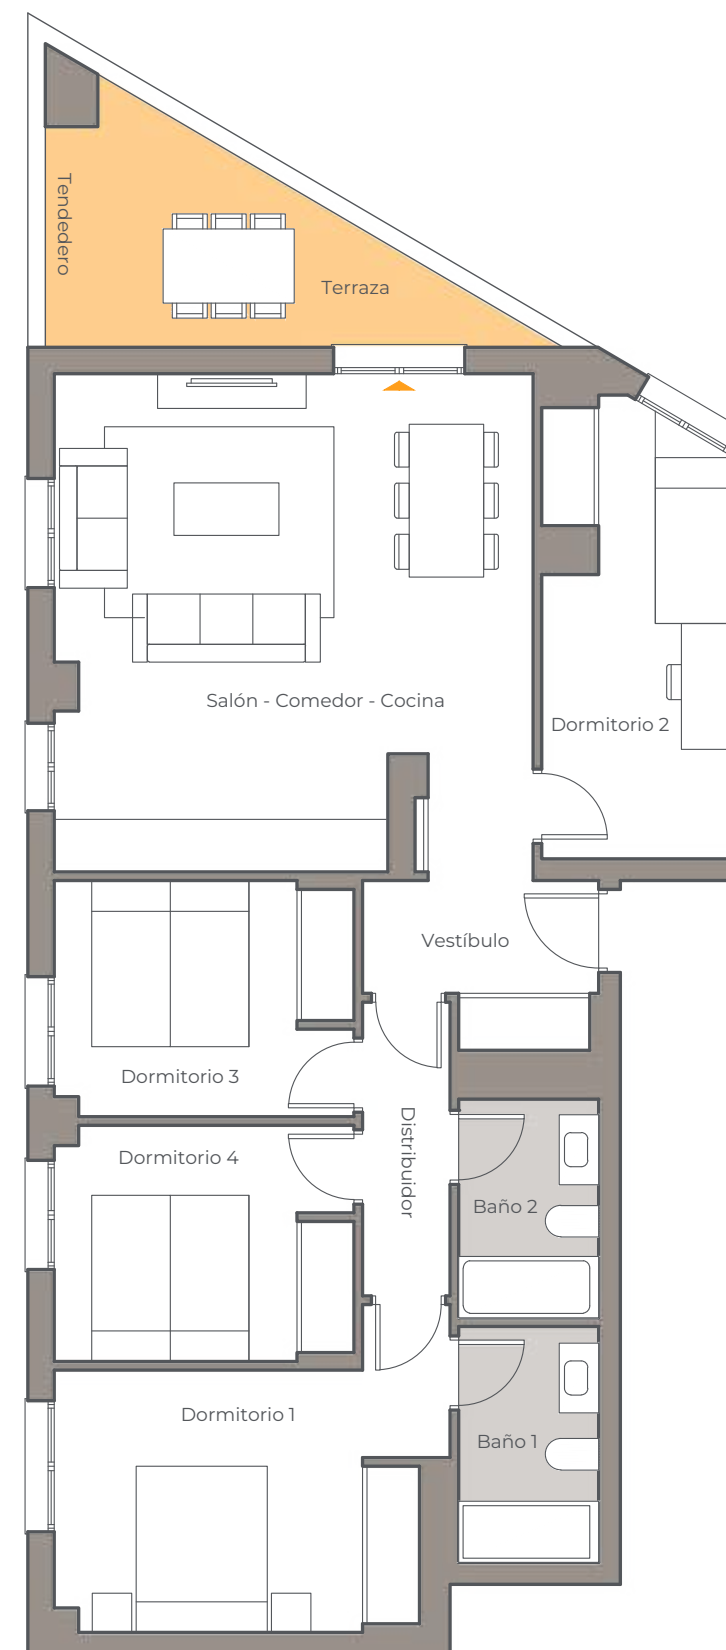 Tendedero
Terraza
Salón - Comedor - Cocina
Dormitorio 2
Vestíbulo
Dormitorio 3
Distribuidor
Dormitorio 4
Baño 2
Dormitorio 1
Baño 1